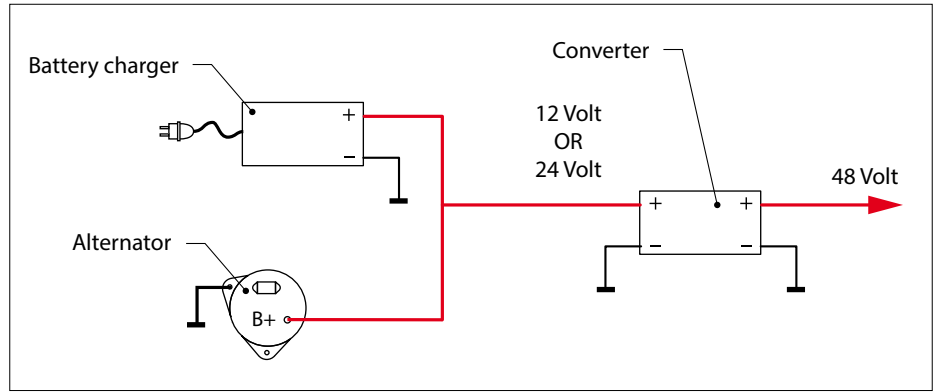 Battery charger
+
–
Alternator
B+
12 Volt
OR
24 Volt
Converter
+
–
+
–
48 Volt